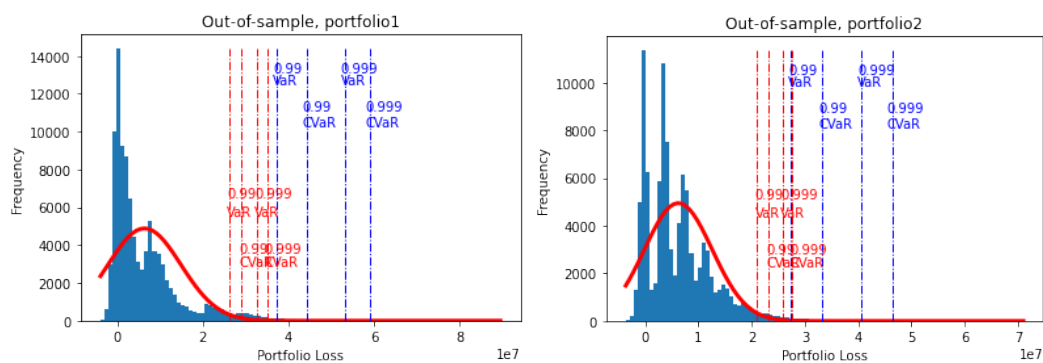 Out-of-sample, portfolio1
14000
12000
10000
8000
6000
4000
2000
0
Frequency
0.99
VaR
0.999
VaR
0.99
CVaR
0.999
CVaR
0.99
VaR
0.999
VaR
0.99
CVaR
0.999
CVaR
0 2 4 6 8
1e7
Portfolio Loss
Out-of-sample, portfolio2
10000
8000
6000
4000
2000
0
Frequency
0.99
VaR
0.999
VaR
0.99
CVaR
0.999
CVaR
0.99
VaR
0.999
VaR
0.99
CVaR
0.999
CVaR
0 1 2 3 4 5 6 7
1e7
Portfolio Loss